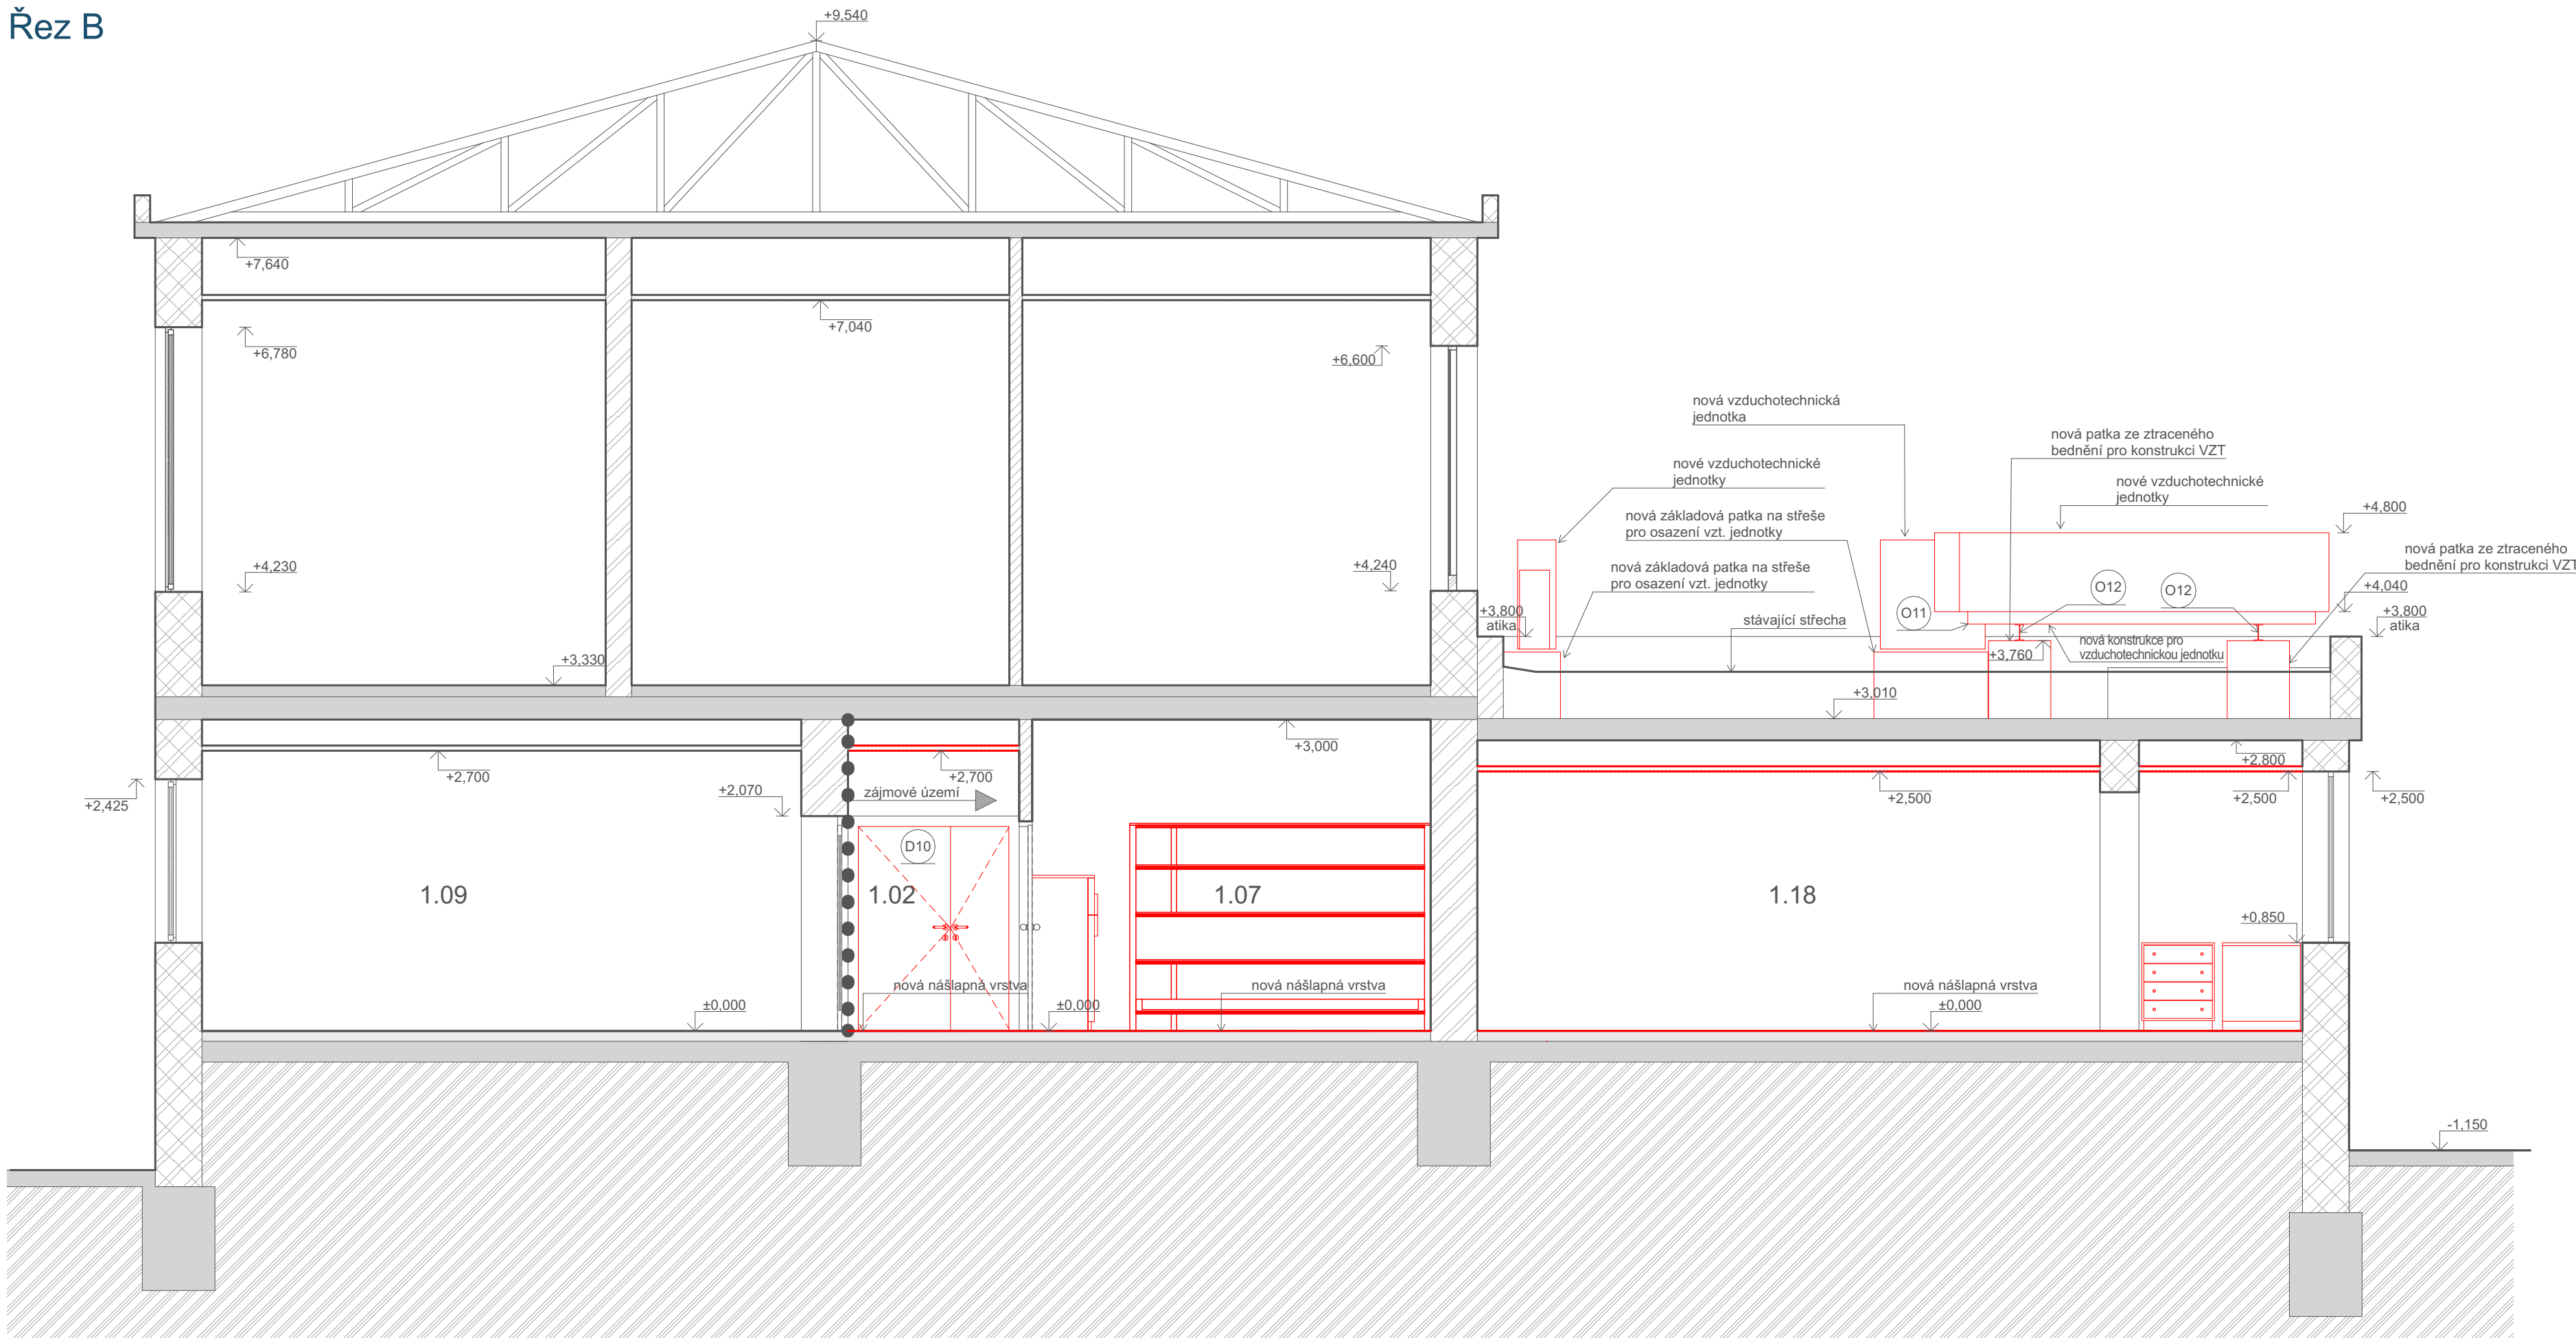 Řez B
+9,540
+7,640
+7,040
+6,780
+6,600
nová vzduchotechnická
jednotka
nová patka ze ztraceného
bednění pro konstrukci VZT
nové vzduchotechnické
jednotky
nové vzduchotechnické
jednotky
nová základová patka na střeše
pro osazení vzt. jednotky
+4,800
nová patka ze ztraceného
bednění pro konstrukci VZT
nová základová patka na střeše
pro osazení vzt. jednotky
+4,230
+4,240
O12
O12
+4,040
O11
+3,800
atika
stávající střecha
+3,800
atika
nová konstrukce pro
vzduchotechnickou jednotku
+3,760
+3,330
+3,010
+3,000
+2,800
+2,700
+2,700
+2,425
+2,070
zájmové území
+2,500
+2,500
+2,500
D10
1.09
1.02
1.07
1.18
+0,850
nová nášlapná vrstva
nová nášlapná vrstva
nová nášlapná vrstva
±0,000
±0,000
±0,000
-1,150